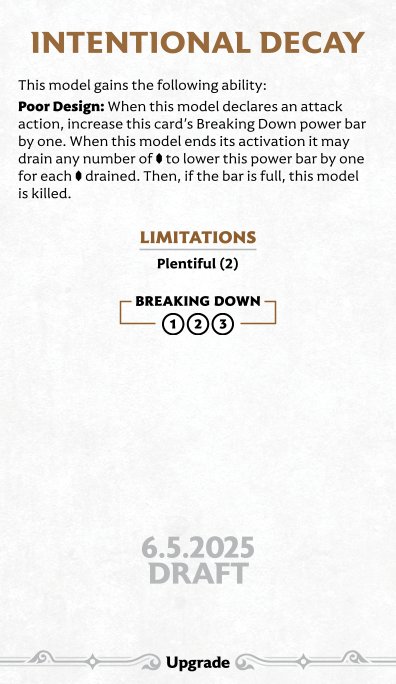 INTENTIONAL DECAY
This model gains the following ability:
Poor Design: When this model declares an attack
action, increase this card's Breaking Down power bar
by one. When this model ends its activation it may
drain any number of to lower this power bar by one
for each drained. Then, if the bar is full, this model
is killed.
LIMITATIONS
Plentiful (2)
BREAKING DOWN
1 2 3
6.5.2025
DRAFT
Upgrade